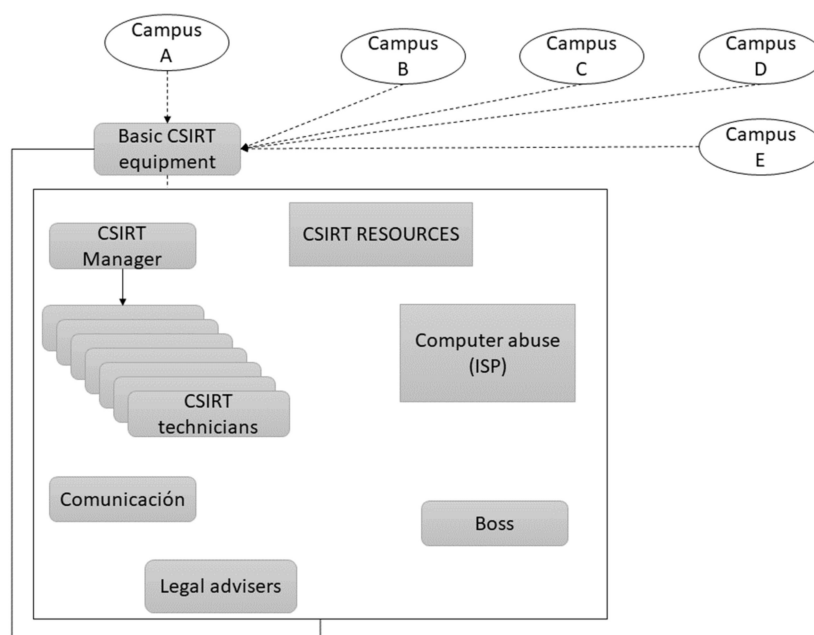 Campus
A
Campus
B
Campus
C
Campus
D
Basic CSIRT
equipment
Campus
E
CSIRT
Manager
CSIRT RESOURCES
Computer abuse
(ISP)
CSIRT
technicians
Comunicación
Boss
Legal advisers